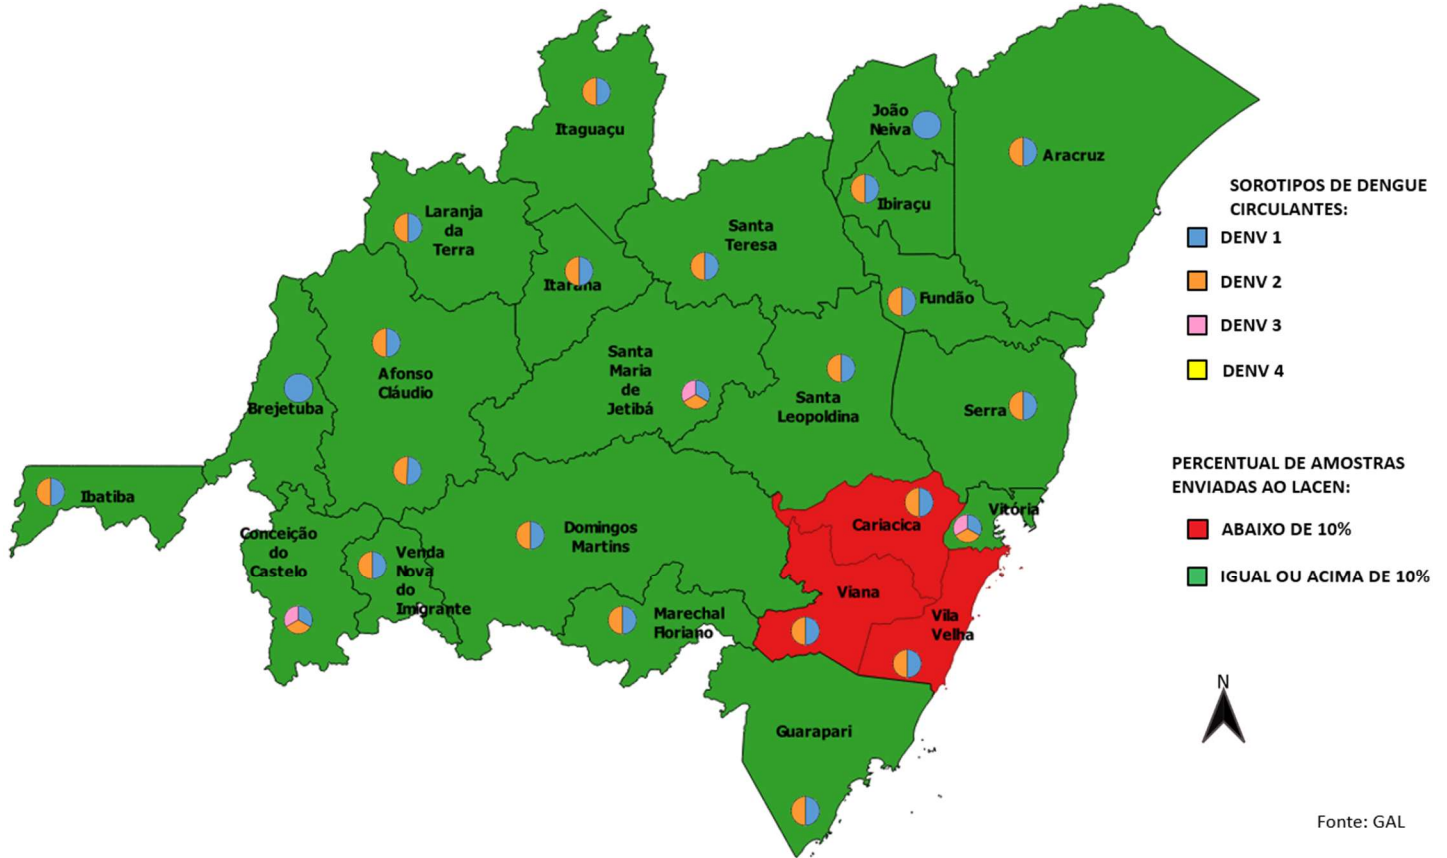 Itaguaçu
João
Neiva
Aracruz
Ibiraçu
Laranja
da
Terra
Santa
Teresa
Itarana
Fundão
Afonso
Cláudio
Santa
Maria
de
Jetibá
Santa
Leopoldina
Brejetuba
Serra
Ibatiba
Conceição
do
Castelo
Venda
Nova
do
Imigrante
Domingos
Martins
Marechal
Floriano
Cariacica
Vitória
Viana
Vila
Velha
Guarapari
SOROTIPOS DE DENGUE
CIRCULANTES:
DENV 1
DENV 2
DENV 3
DENV 4
PERCENTUAL DE AMOSTRAS
ENVIADAS AO LACEN:
ABAIXO DE 10%
IGUAL OU ACIMA DE 10%
N
Fonte: GAL